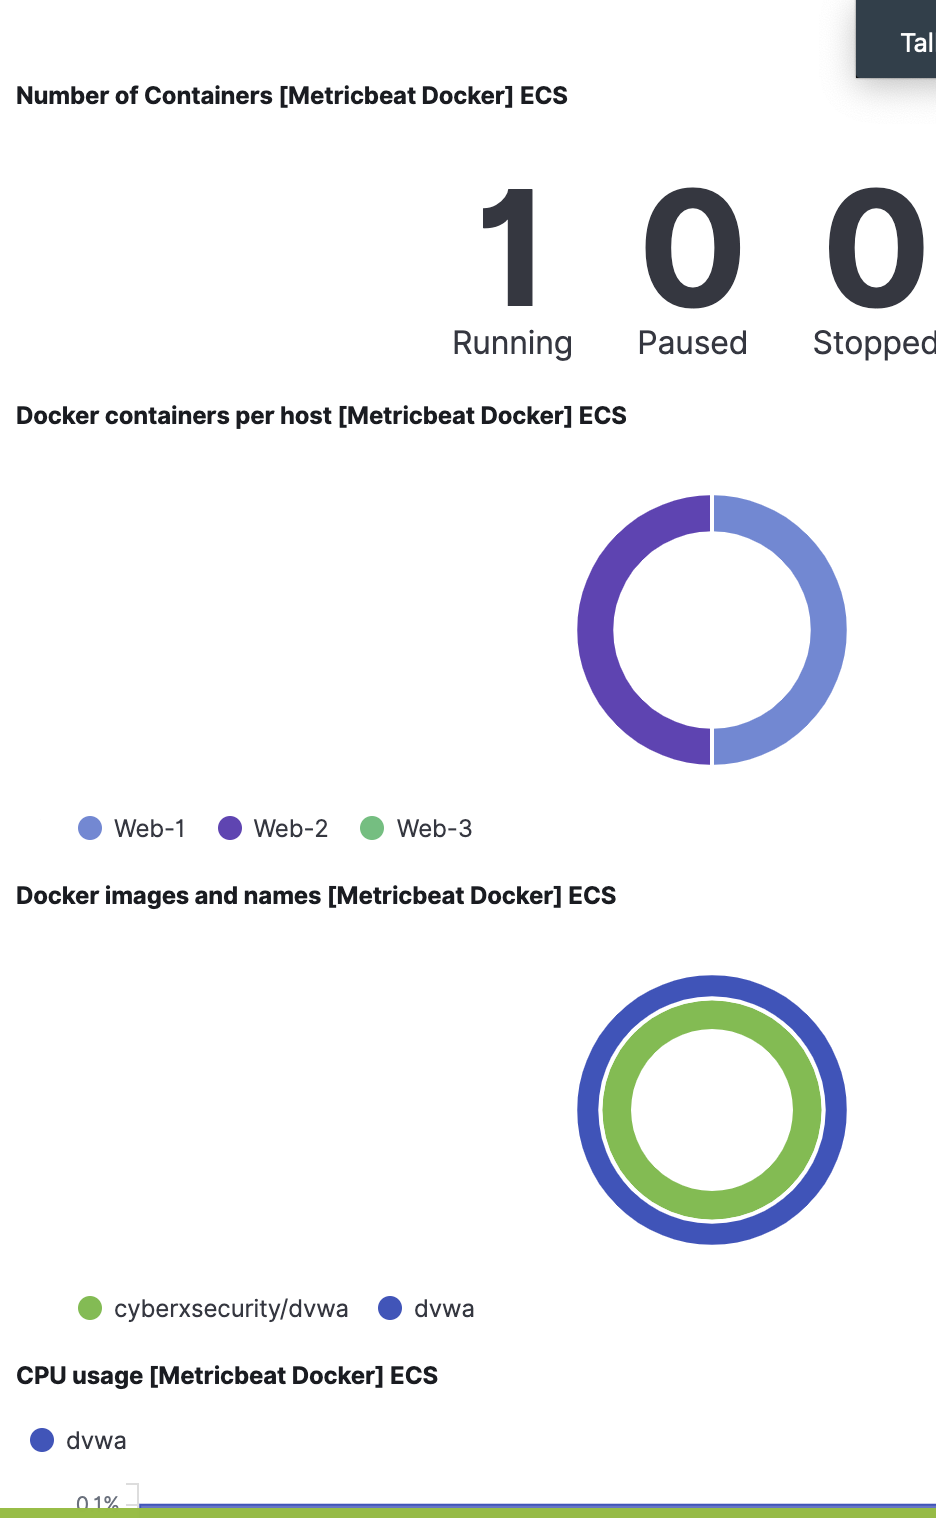 Number of Containers [Metricbeat Docker] ECS
1 0 0
Running Paused Stopped
Docker containers per host [Metricbeat Docker] ECS
Web-1 Web-2 Web-3
Docker images and names [Metricbeat Docker] ECS
cyberxsecurity/dvwa dvwa
CPU usage [Metricbeat Docker] ECS
dvwa
0.1%